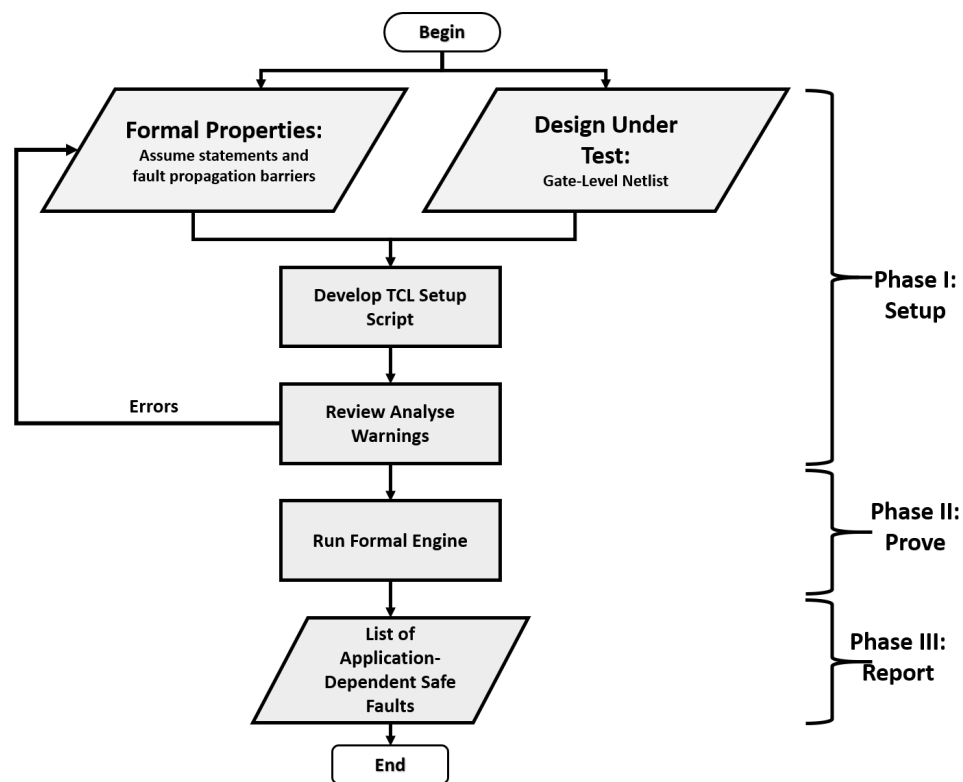 Begin
Formal Properties:
Assume statements and
fault propagation barriers
Design Under
Test:
Gate-Level Netlist
Develop TCL Setup
Script
Phase I:
Setup
Errors
Review Analyse
Warnings
Phase II:
Prove
Run Formal Engine
List of
Application-
Dependent Safe
Faults
Phase III:
Report
End